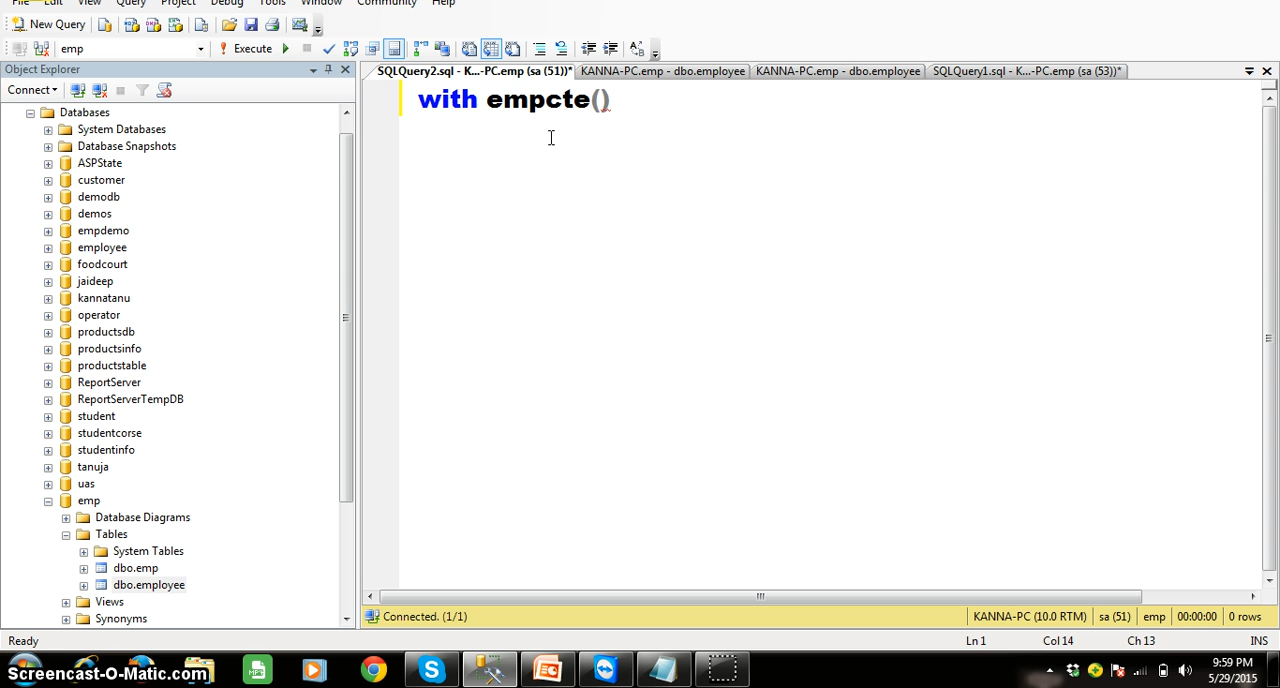 File Edit View Query Project Debug Tools Window Community Help
New Query
emp Execute
Object Explorer
SQLQuery2.sql - K...-PC.emp (sa (51))* KANNA-PC.emp - dbo.employee KANNA-PC.emp - dbo.employee SQLQuery1.sql - K...-PC.emp (sa (53))*
Connect
with empcte()
Databases
System Databases
Database Snapshots
ASPState
customer
demodb
demos
empdemo
employee
foodcourt
jaideep
kannatanu
operator
productsdb
productsinfo
productstable
ReportServer
ReportServerTempDB
student
studentcorse
studentinfo
tanuja
uas
emp
Database Diagrams
Tables
System Tables
dbo.emp
dbo.employee
Views
Synonyms
Connected. (1/1) KANNA-PC (10.0 RTM) sa (51) emp 00:00:00 0 rows
Ready Ln 1 Col 14 Ch 13 INS
Screencast-O-Matic.com
9:59 PM
5/29/2015